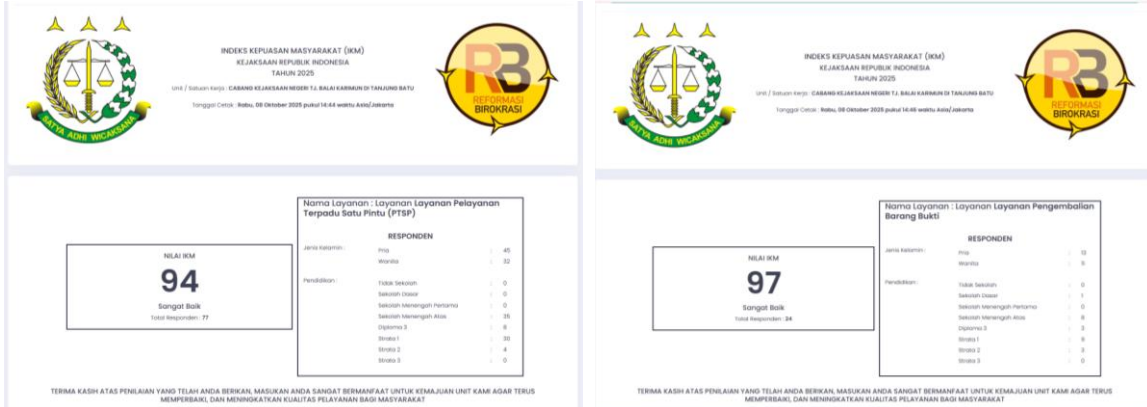 SATYA ADHI WICAKSANA
INDEKS KEPUASAN MASYARAKAT (IKM)
KEJAKSAAN REPUBLIK INDONESIA
TAHUN 2025
Unit / Satuan Kerja : CABANG KEJAKSAAN NEGERI TJ. BALAI KARIMUN DI TANJUNG BATU
Tanggal Cetak : Rabu, 08 Oktober 2025 pukul 14:44 waktu Asia/Jakarta
RB
REFORMASI
BIROKRASI
NILAI IKM
94
Sangat Baik
Total Responden : 77
Nama Layanan : Layanan Layanan Pelayanan
Terpadu Satu Pintu (PTSP)
RESPONDEN
Jenis Kelamin : Pria : 45
Wanita : 32
Pendidikan : Tidak Sekolah : 0
Sekolah Dasar : 0
Sekolah Menengah Pertama : 0
Sekolah Menengah Atas : 35
Diploma 3 : 8
Strata 1 : 30
Strata 2 : 4
Strata 3 : 0
TERIMA KASIH ATAS PENILAIAN YANG TELAH ANDA BERIKAN, MASUKAN ANDA SANGAT BERMANFAAT UNTUK KEMAJUAN UNIT KAMI AGAR TERUS
MEMPERBAIKI, DAN MENINGKATKAN KUALITAS PELAYANAN BAGI MASYARAKAT
SATYA ADHI WICAKSANA
INDEKS KEPUASAN MASYARAKAT (IKM)
KEJAKSAAN REPUBLIK INDONESIA
TAHUN 2025
Unit / Satuan Kerja : CABANG KEJAKSAAN NEGERI TJ. BALAI KARIMUN DI TANJUNG BATU
Tanggal Cetak : Rabu, 08 Oktober 2025 pukul 14:46 waktu Asia/Jakarta
RB
REFORMASI
BIROKRASI
NILAI IKM
97
Sangat Baik
Total Responden : 24
Nama Layanan : Layanan Layanan Pengembalian
Barang Bukti
RESPONDEN
Jenis Kelamin : Pria :
Wanita :
Pendidikan : Tidak Sekolah : 0
Sekolah Dasar : 1
Sekolah Menengah Pertama : 0
Sekolah Menengah Atas : 8
Diploma 3 : 3
Strata 1 : 9
Strata 2 : 3
Strata 3 : 0
TERIMA KASIH ATAS PENILAIAN YANG TELAH ANDA BERIKAN, MASUKAN ANDA SANGAT BERMANFAAT UNTUK KEMAJUAN UNIT KAMI AGAR TERUS
MEMPERBAIKI, DAN MENINGKATKAN KUALITAS PELAYANAN BAGI MASYARAKAT